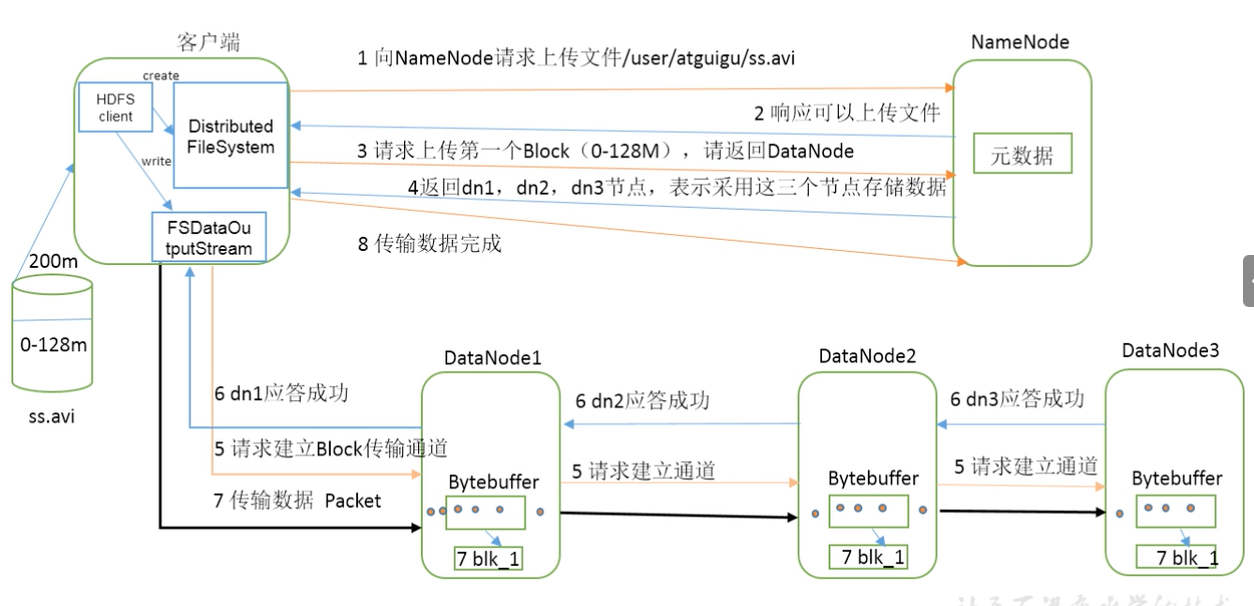 客户端
NameNode
1 向NameNode请求上传文件/user/atguigu/ss.avi
create
HDFS
client
Distributed
FileSystem
2 响应可以上传文件
write
3 请求上传第一个Block（0-128M），请返回DataNode
元数据
4返回dn1，dn2，dn3节点，表示采用这三个节点存储数据
FSDataOu
tputStream
8 传输数据完成
200m
0-128m
ss.avi
DataNode1
DataNode2
DataNode3
6 dn1应答成功
6 dn2应答成功
6 dn3应答成功
5 请求建立Block传输通道
5 请求建立通道
5 请求建立通道
7 传输数据 Packet
Bytebuffer
Bytebuffer
Bytebuffer
7 blk_1
7 blk_1
7 blk_1